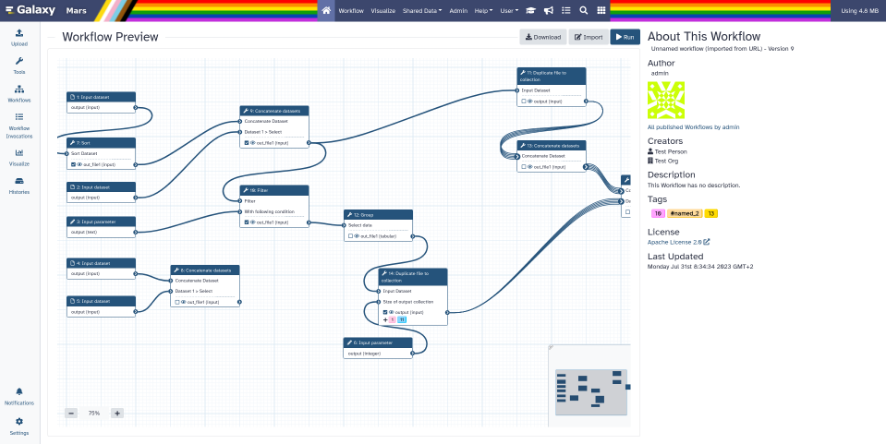 Galaxy Mars
Workflow Visualize Shared Data Admin Help User
Using 4.8 MB
Upload
Tools
Workflows
Workflow
Invocations
Visualize
Histories
Notifications
Settings
Workflow Preview
Download Import Run
1: Input dataset
output (input)
7: Sort
Sort Dataset
out_file1 (input)
2: Input dataset
output (input)
3: Input parameter
output (text)
4: Input dataset
output (input)
5: Input dataset
output (input)
9: Concatenate datasets
Concatenate Dataset
Dataset 1 > Select
out_file1 (input)
10: Filter
Filter
With following condition
out_file1 (input)
8: Concatenate datasets
Concatenate Dataset
Dataset 1 > Select
out_file1 (input)
12: Group
Select data
out_file1 (tabular)
14: Duplicate file to
collection
Input Dataset
Size of output collection
output (input)
6: Input parameter
output (integer)
11: Duplicate file to
collection
Input Dataset
output (input)
13: Concatenate datasets
Concatenate Dataset
out_file1 (input)
75%
About This Workflow
Unnamed workflow (imported from URL) - Version 9
Author
admin
All published Workflows by admin
Creators
Test Person
Test Org
Description
This Workflow has no description.
Tags
16 #named_2 13
License
Apache License 2.0
Last Updated
Monday Jul 31st 8:34:34 2023 GMT+2